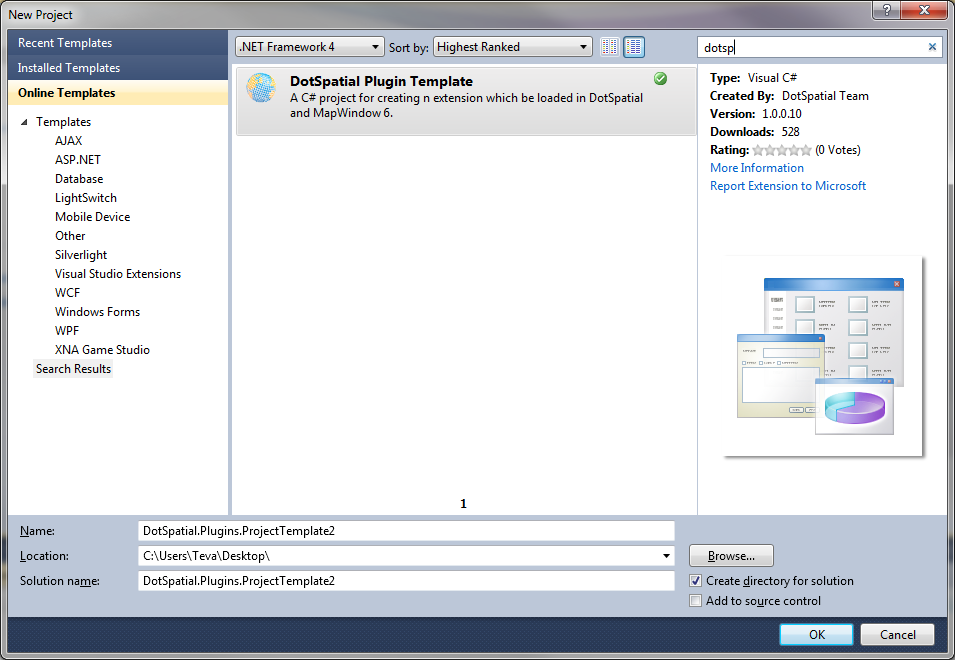 New Project
Recent Templates
Installed Templates
Online Templates
Templates
AJAX
ASP.NET
Database
LightSwitch
Mobile Device
Other
Silverlight
Visual Studio Extensions
WCF
Windows Forms
WPF
XNA Game Studio
Search Results
.NET Framework 4
Sort by: Highest Ranked
dotsp
DotSpatial Plugin Template
A C# project for creating n extension which be loaded in DotSpatial
and MapWindow 6.
1
Type: Visual C#
Created By: DotSpatial Team
Version: 1.0.0.10
Downloads: 528
Rating: (0 Votes)
More Information
Report Extension to Microsoft
Name: DotSpatial.Plugins.ProjectTemplate2
Location: C:\Users\Teva\Desktop\
Browse...
Solution name: DotSpatial.Plugins.ProjectTemplate2
Create directory for solution
Add to source control
OK
Cancel